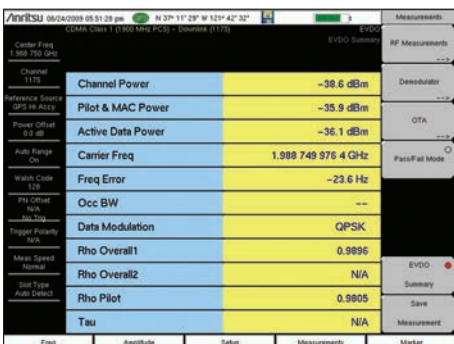 Anritsu 06/24/2009 05:51:28 pm N 37° 11' 29" W 121° 42' 32" Measurements
CDMA Class 1 (1900 MHz PCS) - Downlink (1175) EVDO
EVDO Summary
Center Freq
1.988 750 GHz
Channel
1175
Reference Source
GPS Hi Accy
Power Offset
0.0 dB
Auto Range
On
Walsh Code
128
PN Offset
N/A
No Trig
Trigger Polarity
N/A
Meas Speed
Normal
Slot Type
Auto Detect
Channel Power -38.6 dBm
Pilot & MAC Power -35.9 dBm
Active Data Power -36.1 dBm
Carrier Freq 1.988 749 976 4 GHz
Freq Error -23.6 Hz
Occ BW --
Data Modulation QPSK
Rho Overall1 0.9896
Rho Overall2 N/A
Rho Pilot 0.9805
Tau N/A
RF Measurements
-->
Demodulator
-->
OTA
-->
Pass/Fail Mode
EVDO
Summary
Save
Measurement
Freq Amplitude Setup Measurements Marker